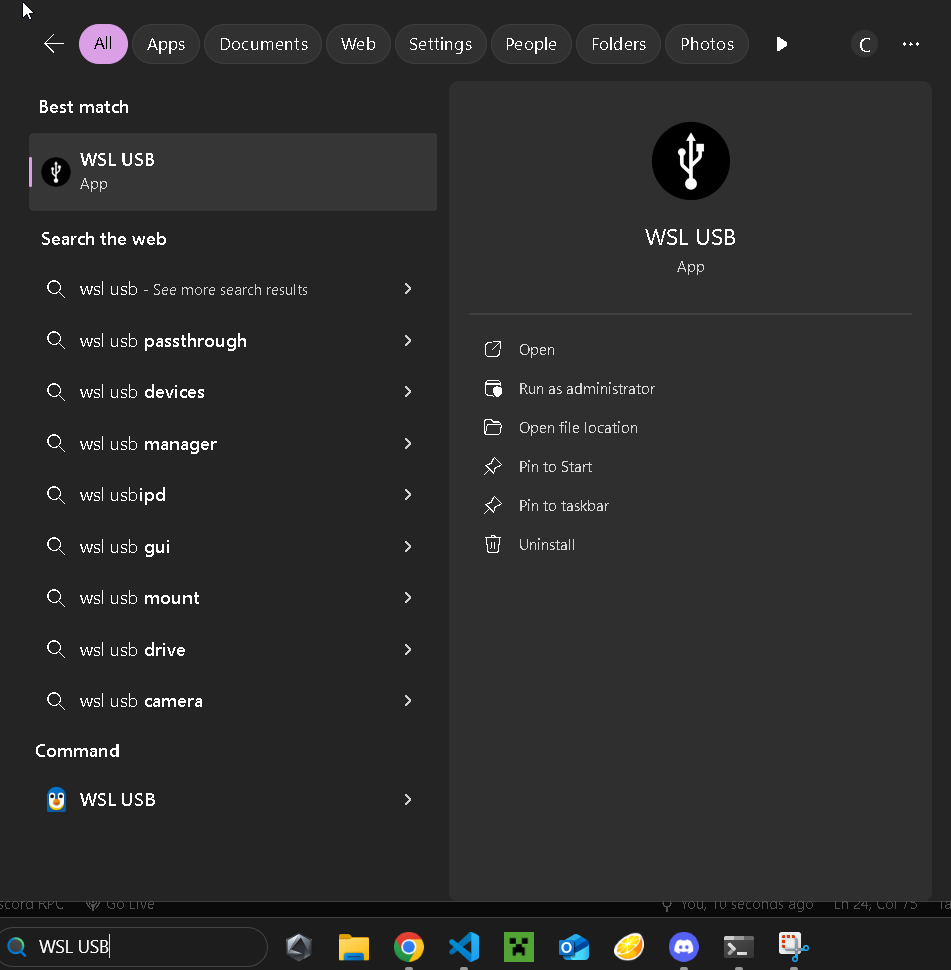 All
Apps
Documents
Web
Settings
People
Folders
Photos
C
Best match
WSL USB
App
Search the web
wsl usb - See more search results
wsl usb passthrough
wsl usb devices
wsl usb manager
wsl usbipd
wsl usb gui
wsl usb mount
wsl usb drive
wsl usb camera
Command
WSL USB
WSL USB
App
Open
Run as administrator
Open file location
Pin to Start
Pin to taskbar
Uninstall
RPC
Go Live
You, 10 seconds ago
Ln 24, Col 75
WSL USB